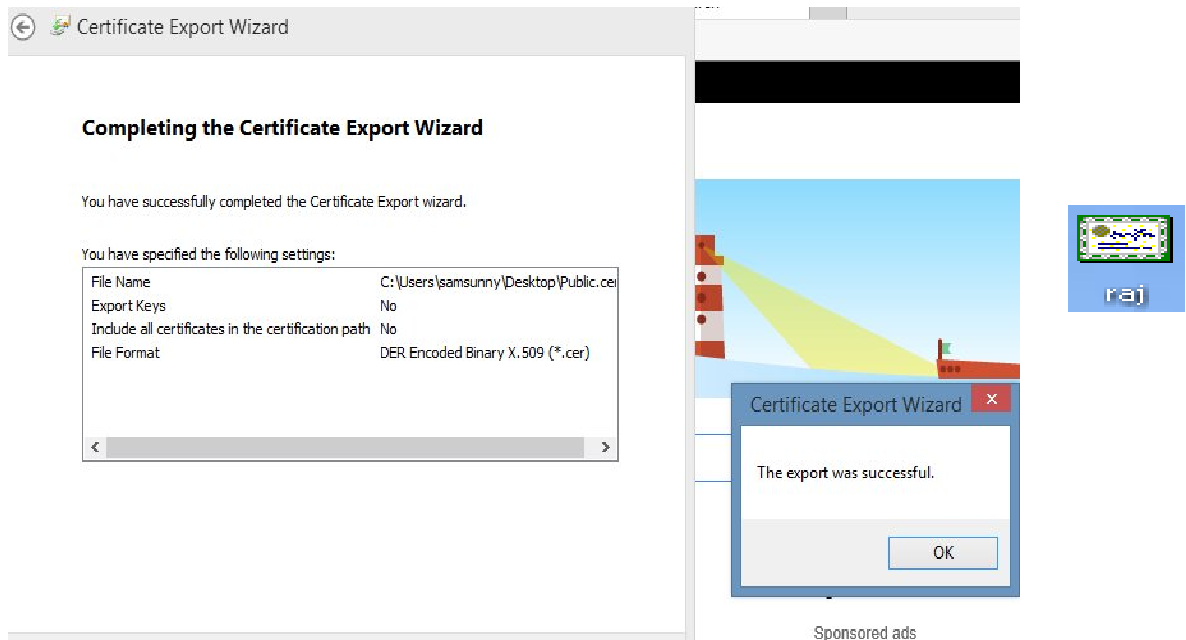 Certificate Export Wizard
Completing the Certificate Export Wizard
You have successfully completed the Certificate Export wizard.
You have specified the following settings:
File Name C:\Users\samsunny\Desktop\Public.cer
Export Keys No
Include all certificates in the certification path No
File Format DER Encoded Binary X.509 (*.cer)
Certificate Export Wizard
The export was successful.
OK
Sponsored ads
raj